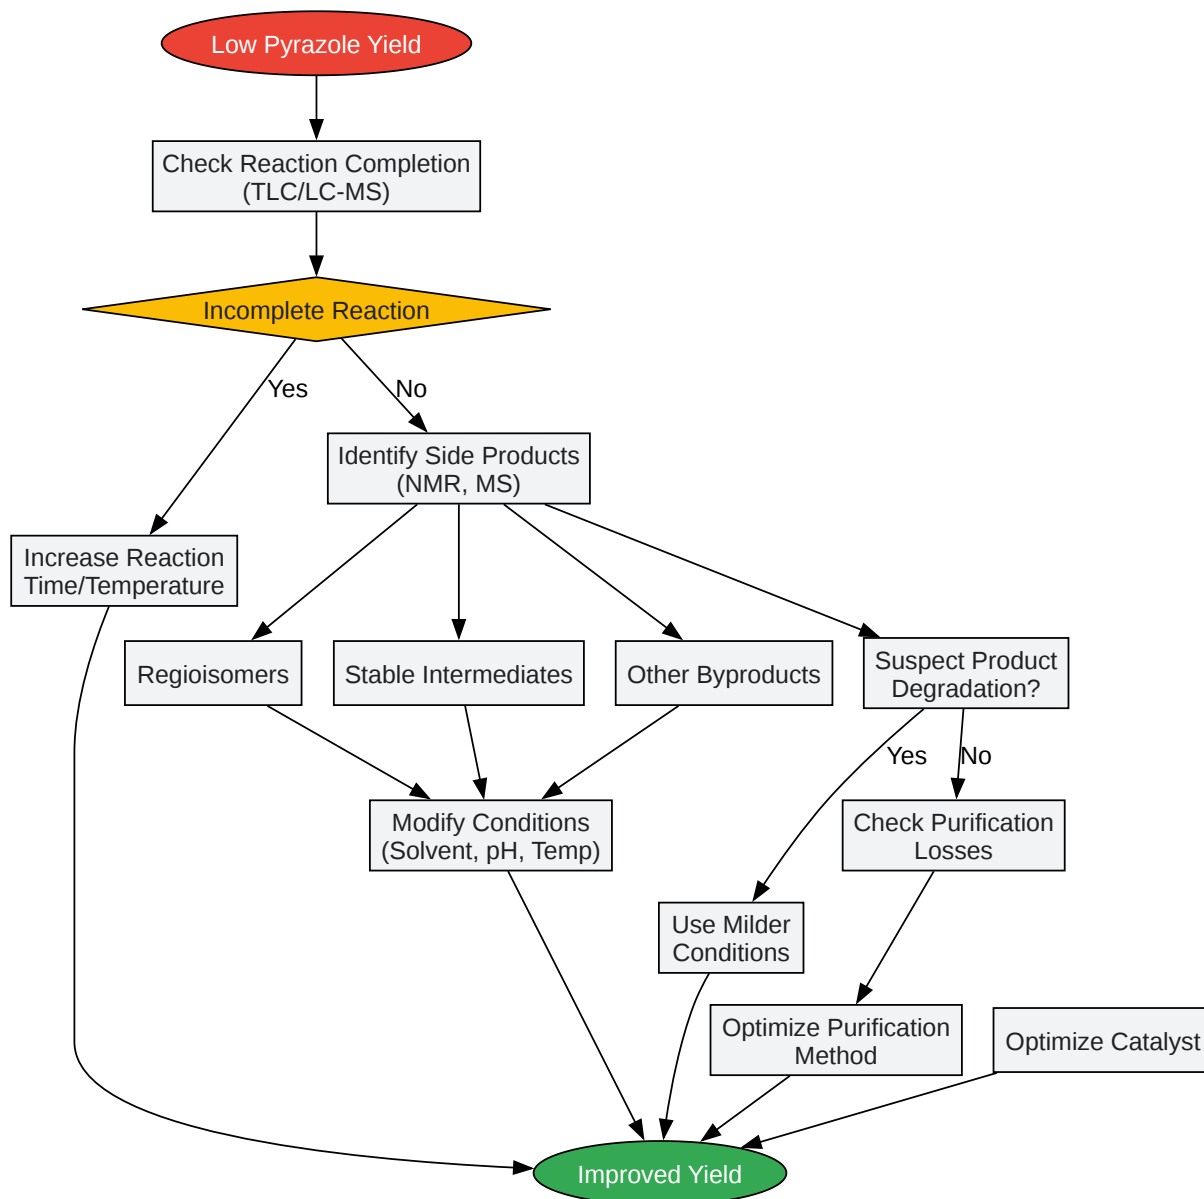 Low Pyrazole Yield
Check Reaction Completion
(TLC/LC-MS)
Incomplete Reaction
Yes
No
Identify Side Products
(NMR, MS)
Increase Reaction
Time/Temperature
Regioisomers
Stable Intermediates
Other Byproducts
Suspect Product
Degradation?
Yes
No
Modify Conditions
(Solvent, pH, Temp)
Check Purification
Losses
Use Milder
Conditions
Optimize Purification
Method
Optimize Catalyst
Improved Yield